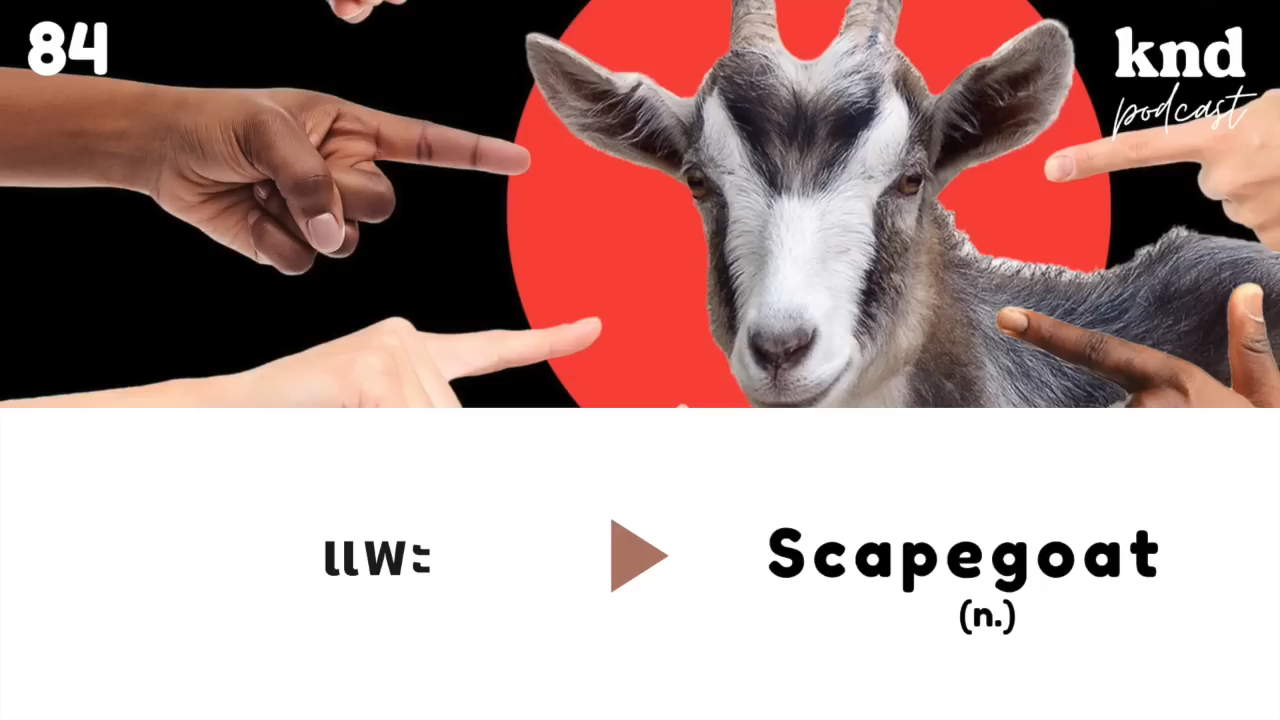 84
knd
podcast
แพะ
Scapegoat
(n.)